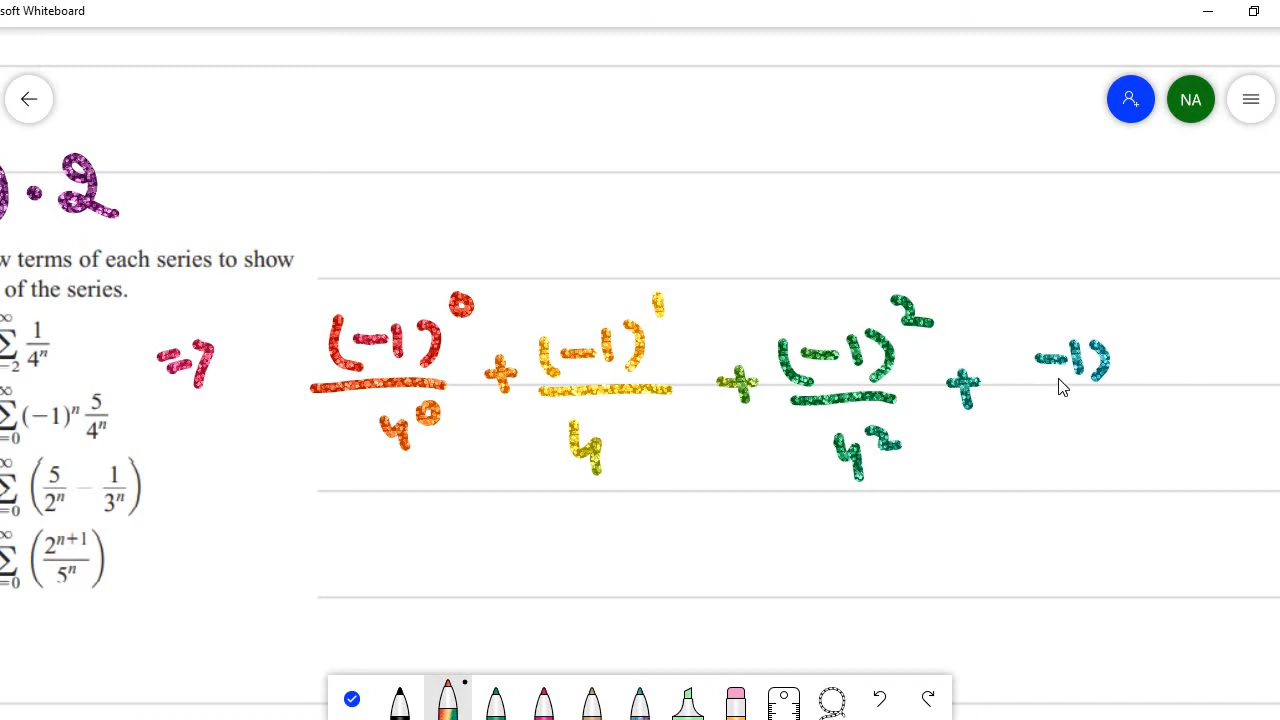 soft Whiteboard
NA
). 2
w terms of each series to show
of the series.
∞ Σ =2 1/4ⁿ
=7 (-1)⁰/4⁰ + (-1)¹/4 + (-1)²/4² + -1)
∞ Σ =0 (−1)ⁿ 5/4ⁿ
∞ Σ =0 (5/2ⁿ − 1/3ⁿ)
∞ Σ =0 (2ⁿ⁺¹/5ⁿ)